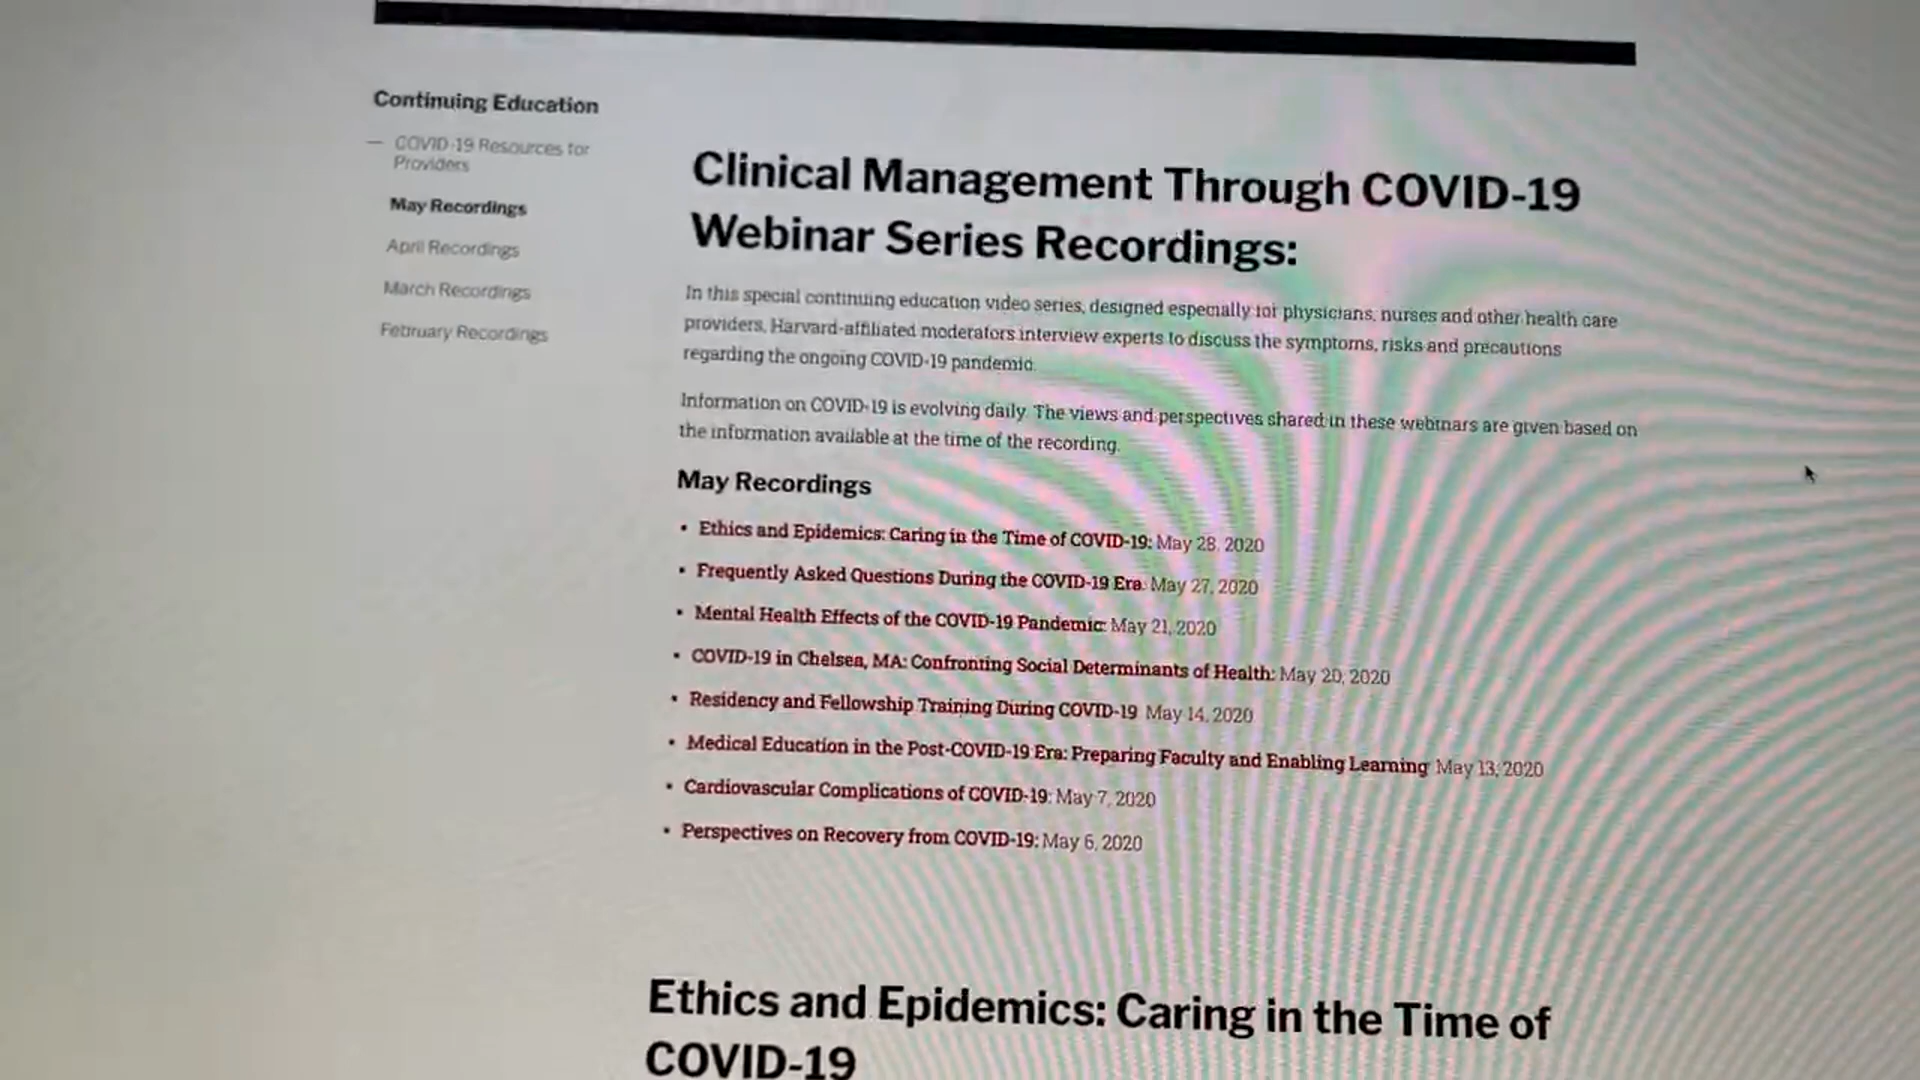 Continuing Education
— COVID-19 Resources for
Providers
May Recordings
April Recordings
March Recordings
February Recordings
Clinical Management Through COVID-19
Webinar Series Recordings:
In this special continuing education video series, designed especially for physicians, nurses and other health care
providers, Harvard-affiliated moderators interview experts to discuss the symptoms, risks and precautions
regarding the ongoing COVID-19 pandemic.
Information on COVID-19 is evolving daily. The views and perspectives shared in these webinars are given based on
the information available at the time of the recording.
May Recordings
• Ethics and Epidemics: Caring in the Time of COVID-19: May 28, 2020
• Frequently Asked Questions During the COVID-19 Era: May 27, 2020
• Mental Health Effects of the COVID-19 Pandemic: May 21, 2020
• COVID-19 in Chelsea, MA: Confronting Social Determinants of Health: May 20, 2020
• Residency and Fellowship Training During COVID-19 May 14, 2020
• Medical Education in the Post-COVID-19 Era: Preparing Faculty and Enabling Learning May 13, 2020
• Cardiovascular Complications of COVID-19: May 7, 2020
• Perspectives on Recovery from COVID-19: May 6, 2020
Ethics and Epidemics: Caring in the Time of
COVID-19